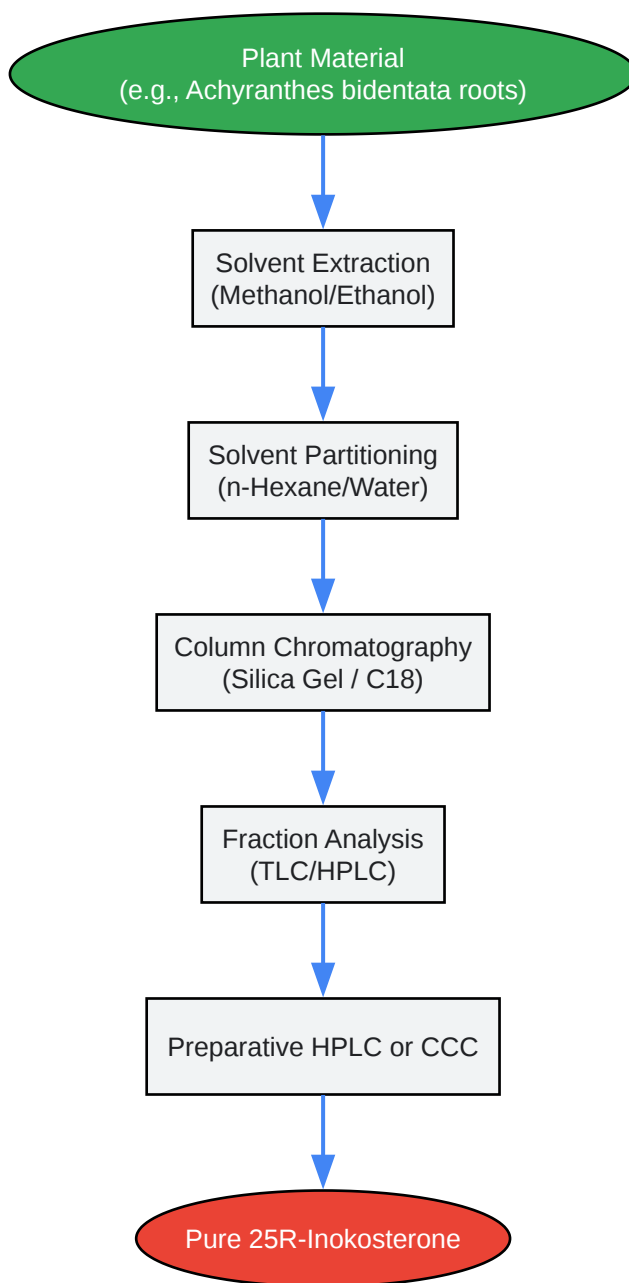 Plant Material
(e.g., Achyranthes bidentata roots)
Solvent Extraction
(Methanol/Ethanol)
Solvent Partitioning
(n-Hexane/Water)
Column Chromatography
(Silica Gel / C18)
Fraction Analysis
(TLC/HPLC)
Preparative HPLC or CCC
Pure 25R-Inokosterone